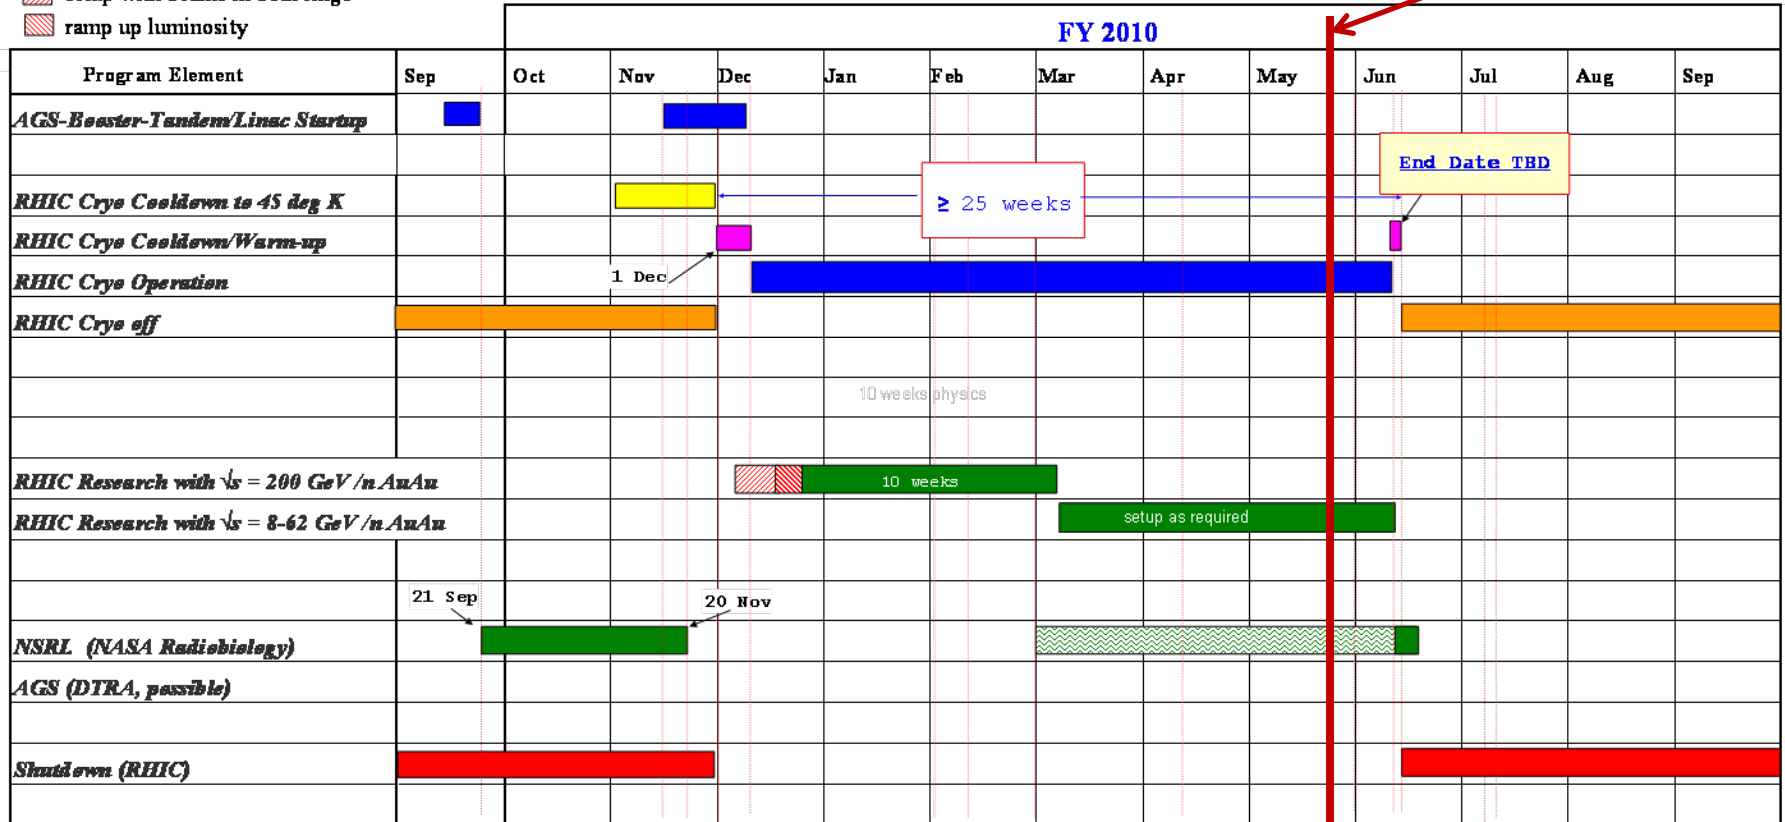 ramp up luminosity
FY 2010
Program Element Sep Oct Nov Dec Jan Feb Mar Apr May Jun Jul Aug Sep
AGS-Booster-Tandem/Linac Startup
End Date TBD
RHIC Cryo Cooldown to 45 deg K
≥ 25 weeks
RHIC Cryo Cooldown/Warm-up
1 Dec
RHIC Cryo Operation
RHIC Cryo off
10 weeks physics
RHIC Research with √s = 200 GeV/n AuAu
10 weeks
RHIC Research with √s = 8-62 GeV/n AuAu
setup as required
21 Sep
20 Nov
NSRL (NASA Radiobiology)
AGS (DTRA, possible)
Shutdown (RHIC)